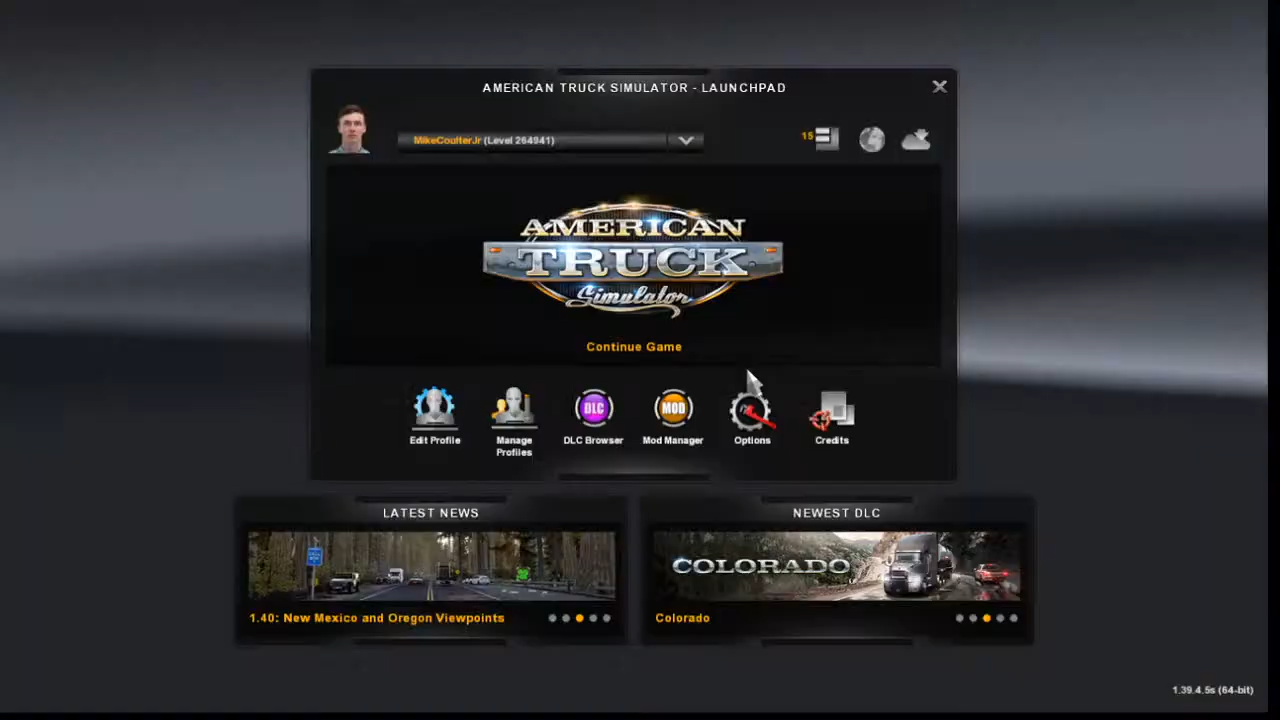 AMERICAN TRUCK SIMULATOR - LAUNCHPAD
MikeCoulterJr (Level 264941)
15
AMERICAN
TRUCK
Simulator
Continue Game
Edit Profile
Manage Profiles
DLC
DLC Browser
MOD
Mod Manager
Options
Credits
LATEST NEWS
1.40: New Mexico and Oregon Viewpoints
NEWEST DLC
COLORADO
Colorado
1.39.4.5s (64-bit)